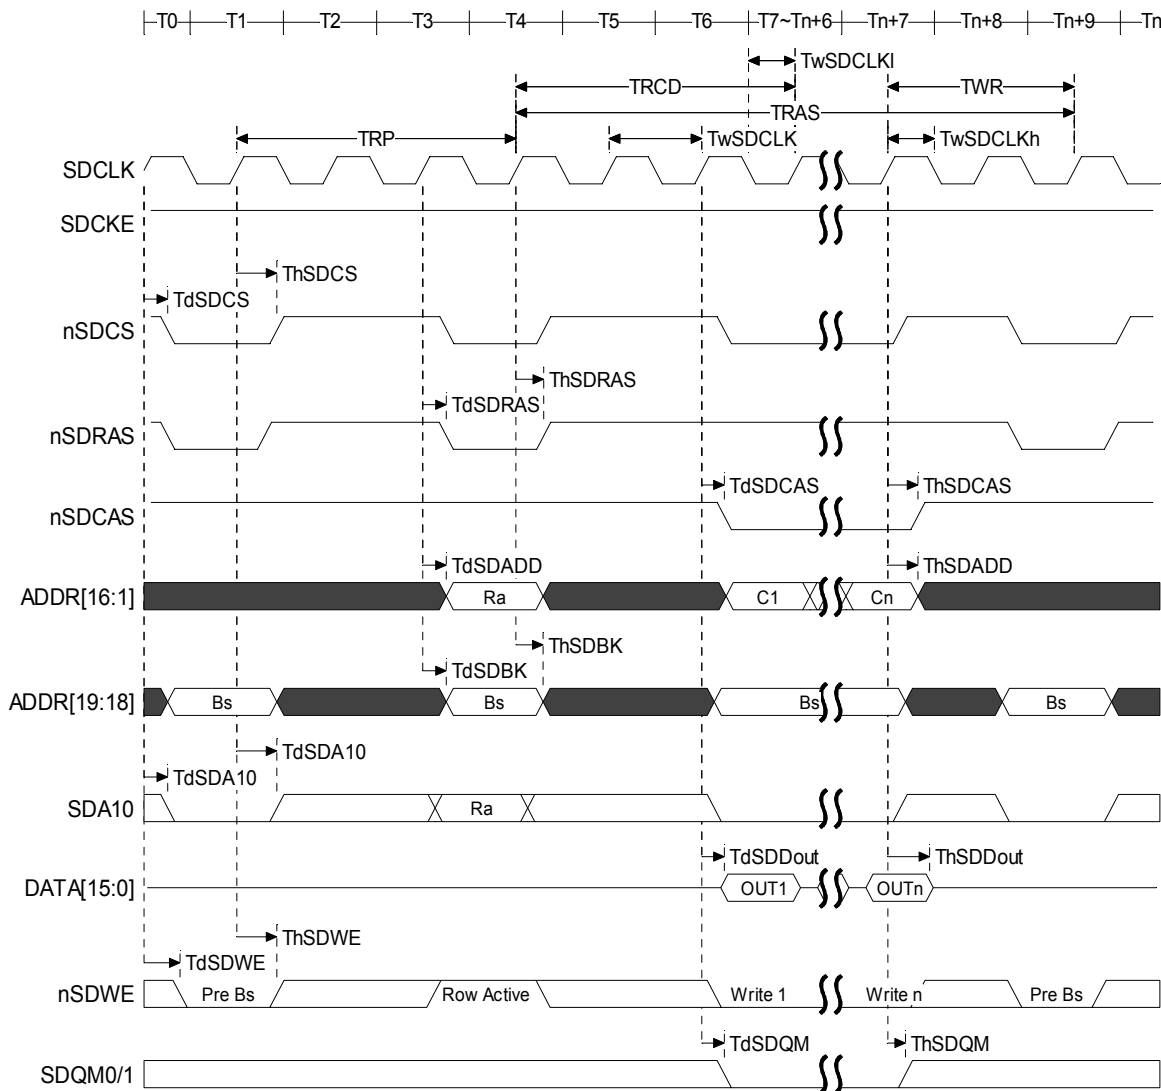 T0 T1 T2 T3 T4 T5 T6 T7~Tn+6 Tn+7 Tn+8 Tn+9 Tn
TwSDCLKl
TRCD TWR
TRAS
TRP TwSDCLK TwSDCLKh
SDCLK
SDCKE
ThSDCS
TdSDCS
nSDCS
ThSDRAS
TdSDRAS
nSDRAS
TdSDCAS ThSDCAS
nSDCAS
TdSDADD ThSDADD
ADDR[16:1] Ra C1 Cn
ThSDBK
TdSDBK
ADDR[19:18] Bs Bs Bs Bs
TdSDA10
TdSDA10
SDA10 Ra
TdSDDout ThSDDout
DATA[15:0] OUT1 OUTn
ThSDWE
TdSDWE
nSDWE Pre Bs Row Active Write 1 Write n Pre Bs
TdSDQM ThSDQM
SDQM0/1